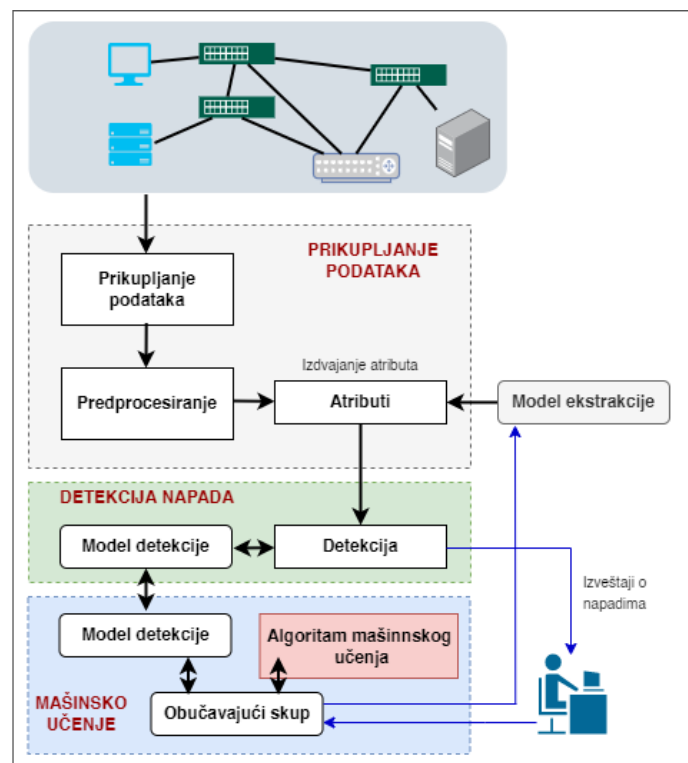 PRIKUPLJANJE
PODATAKA
Prikupljanje
podataka
Izdvajanje atributa
Predprocesiranje
Atributi
Model ekstrakcije
DETEKCIJA NAPADA
Model detekcije
Detekcija
Izveštaji o
napadima
Model detekcije
Algoritam mašinnskog
učenja
MAŠINSKO
UČENJE
Obučavajući skup